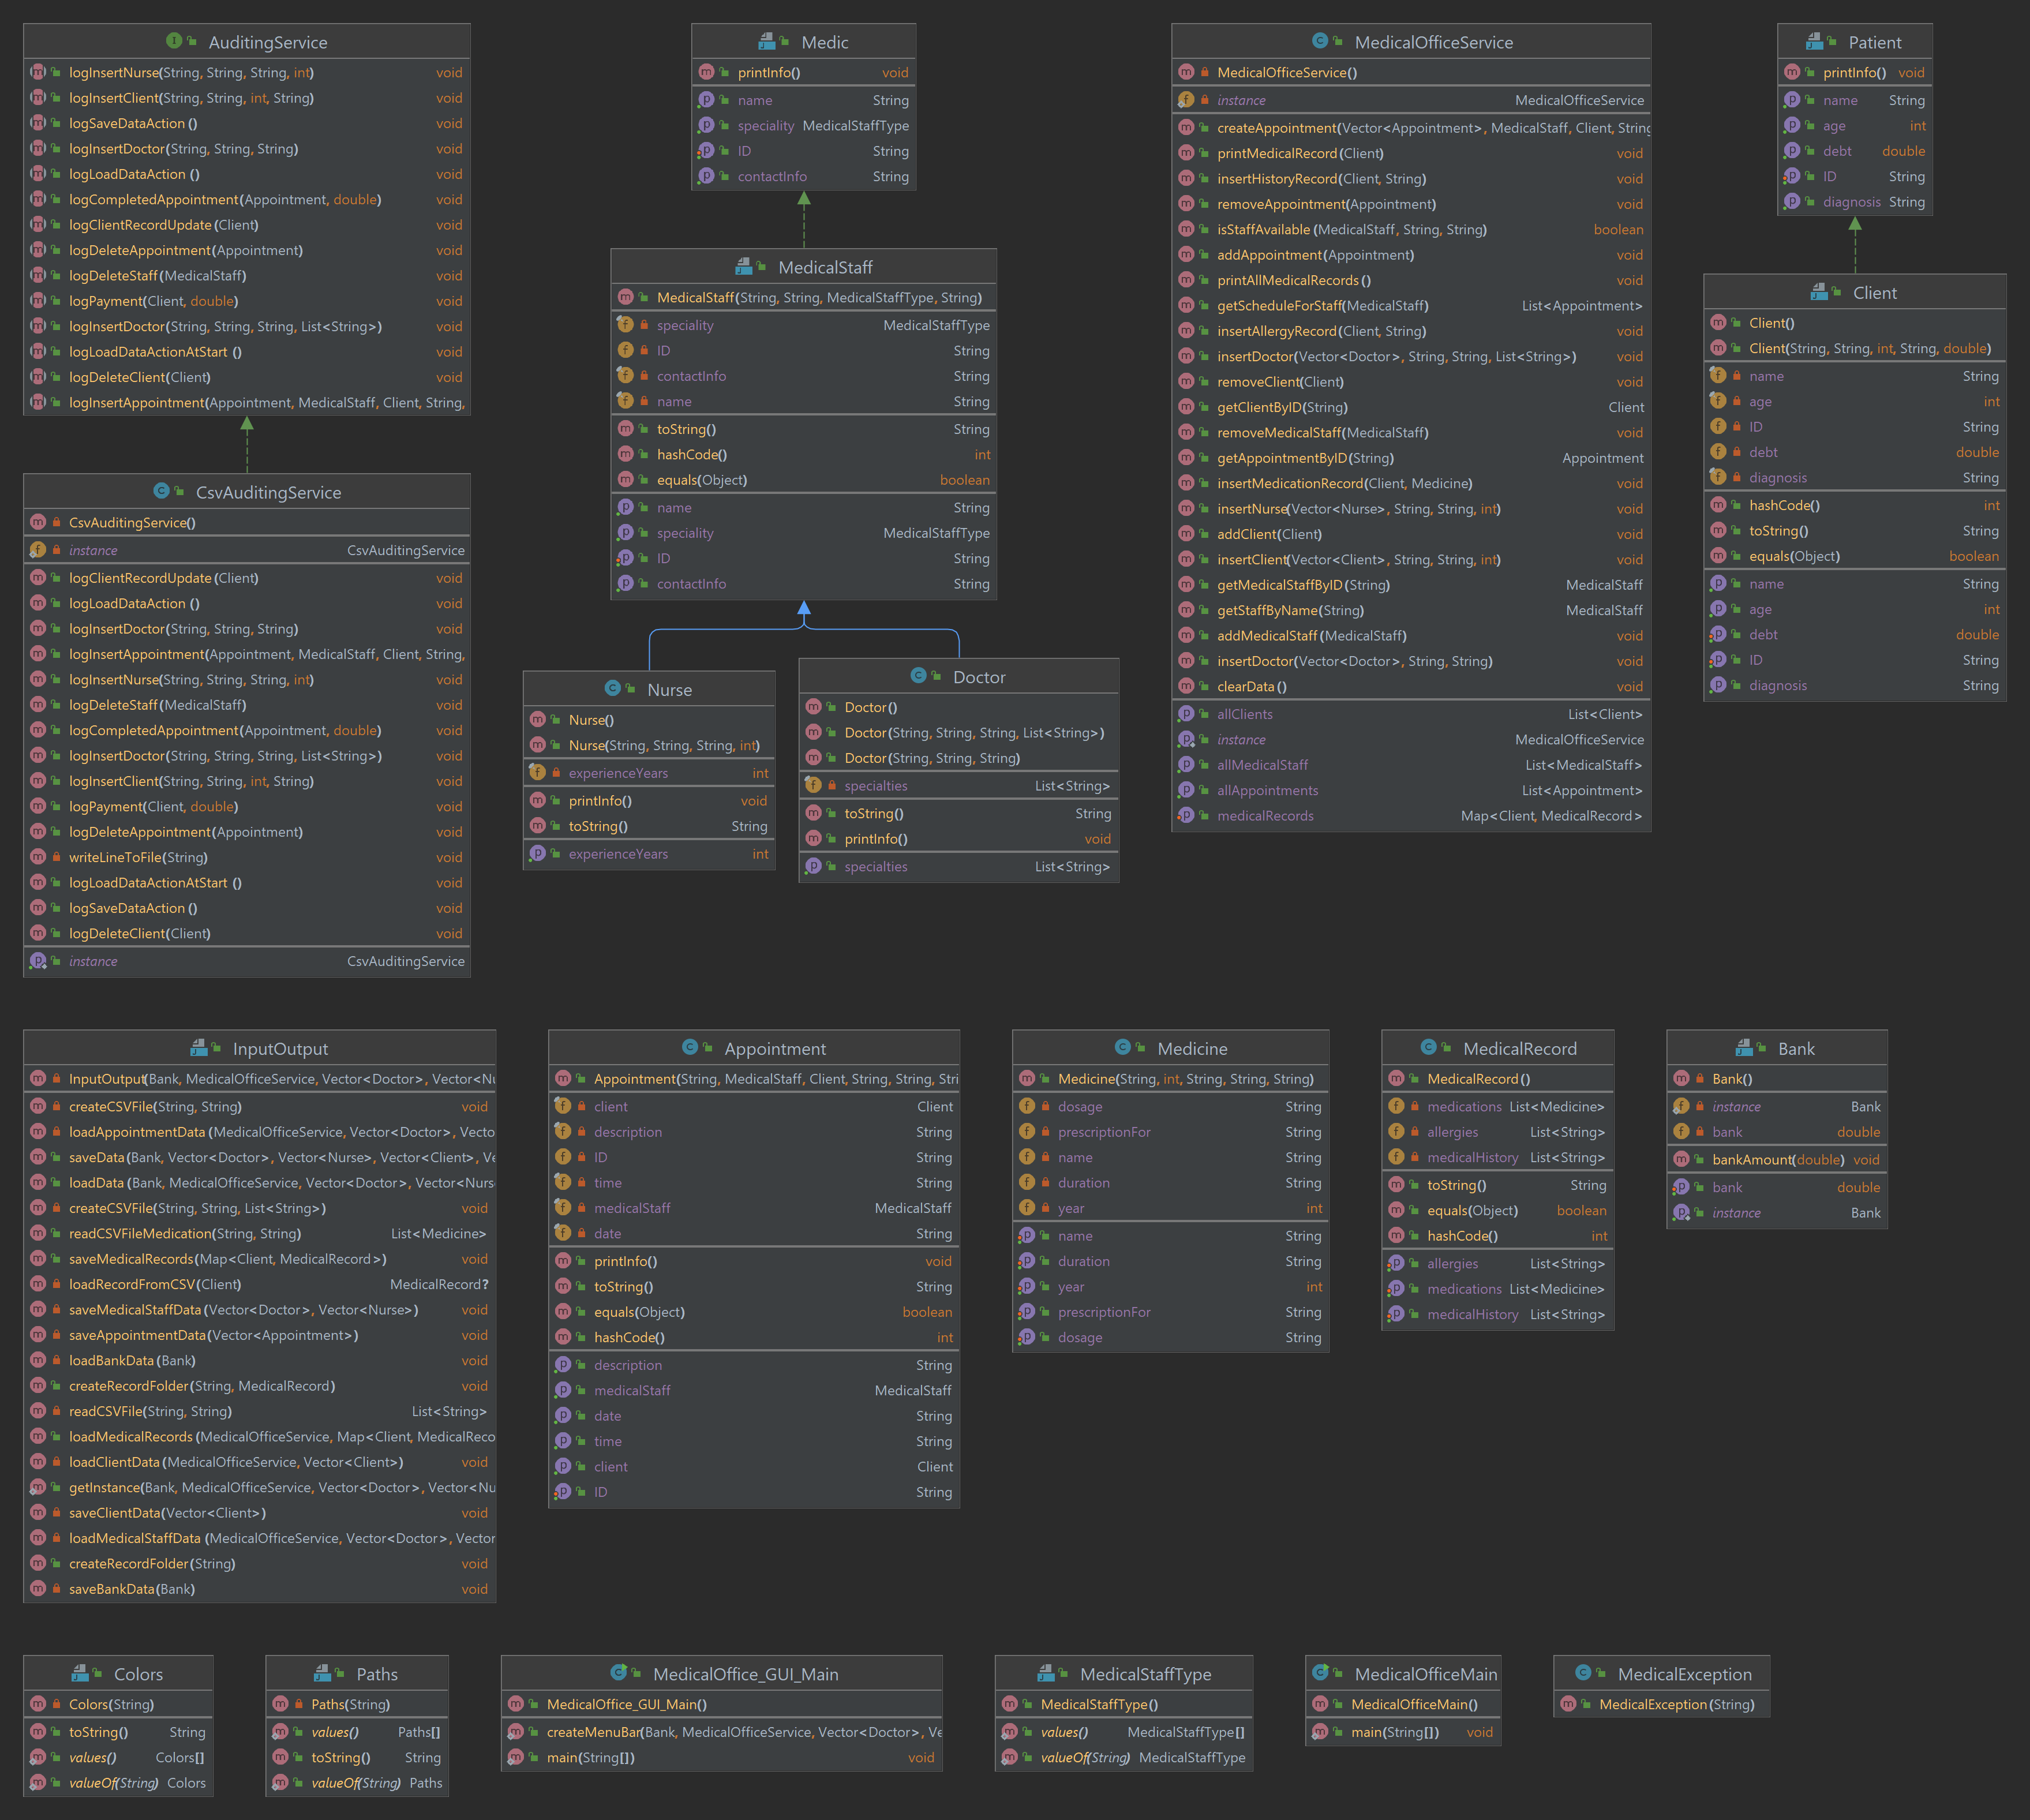 AuditingService
logInsertNurse(String, String, String, int) void
logInsertClient(String, String, int, String) void
logSaveDataAction () void
logInsertDoctor(String, String, String) void
logLoadDataAction () void
logCompletedAppointment(Appointment, double) void
logClientRecordUpdate (Client) void
logDeleteAppointment(Appointment) void
logDeleteStaff (MedicalStaff) void
logPayment(Client, double) void
logInsertDoctor(String, String, String, List<String>) void
logLoadDataActionAtStart () void
logDeleteClient(Client) void
logInsertAppointment(Appointment, MedicalStaff, Client, String,
CsvAuditingService
CsvAuditingService()
instance CsvAuditingService
logClientRecordUpdate (Client) void
logLoadDataAction () void
logInsertDoctor(String, String, String) void
logInsertAppointment(Appointment, MedicalStaff, Client, String,
logInsertNurse(String, String, String, int) void
logDeleteStaff (MedicalStaff) void
logCompletedAppointment(Appointment, double) void
logInsertDoctor(String, String, String, List<String>) void
logInsertClient(String, String, int, String) void
logPayment(Client, double) void
logDeleteAppointment(Appointment) void
writeLineToFile(String) void
logLoadDataActionAtStart () void
logSaveDataAction () void
logDeleteClient(Client) void
instance CsvAuditingService
Medic
printInfo() void
name String
speciality MedicalStaffType
ID String
contactInfo String
MedicalStaff
MedicalStaff(String, String, MedicalStaffType, String)
speciality MedicalStaffType
ID String
contactInfo String
name String
toString() String
hashCode() int
equals(Object) boolean
name String
speciality MedicalStaffType
ID String
contactInfo String
Nurse
Nurse()
Nurse(String, String, String, int)
experienceYears int
printInfo() void
toString() String
experienceYears int
Doctor
Doctor()
Doctor(String, String, String, List<String>)
Doctor(String, String, String)
specialties List<String>
toString() String
printInfo() void
specialties List<String>
MedicalOfficeService
MedicalOfficeService()
instance MedicalOfficeService
createAppointment(Vector<Appointment>, MedicalStaff, Client, String
printMedicalRecord(Client) void
insertHistoryRecord(Client, String) void
removeAppointment(Appointment) void
isStaffAvailable (MedicalStaff, String, String) boolean
addAppointment(Appointment) void
printAllMedicalRecords() void
getScheduleForStaff(MedicalStaff) List<Appointment>
insertAllergyRecord(Client, String) void
insertDoctor(Vector<Doctor>, String, String, List<String>) void
removeClient(Client) void
getClientByID(String) Client
removeMedicalStaff(MedicalStaff) void
getAppointmentByID(String) Appointment
insertMedicationRecord(Client, Medicine) void
insertNurse(Vector<Nurse>, String, String, int) void
addClient(Client) void
insertClient(Vector<Client>, String, String, int) void
getMedicalStaffByID(String) MedicalStaff
getStaffByName(String) MedicalStaff
addMedicalStaff (MedicalStaff) void
insertDoctor(Vector<Doctor>, String, String) void
clearData () void
allClients List<Client>
instance MedicalOfficeService
allMedicalStaff List<MedicalStaff>
allAppointments List<Appointment>
medicalRecords Map<Client, MedicalRecord>
Patient
printInfo() void
name String
age int
debt double
ID String
diagnosis String
Client
Client()
Client(String, String, int, String, double)
name String
age int
ID String
debt double
diagnosis String
hashCode() int
toString() String
equals(Object) boolean
name String
age int
debt double
ID String
diagnosis String
InputOutput
InputOutput(Bank, MedicalOfficeService, Vector<Doctor>, Vector<Nu
createCSVFile(String, String) void
loadAppointmentData (MedicalOfficeService, Vector<Doctor>, Vecto
saveData(Bank, Vector<Doctor>, Vector<Nurse>, Vector<Client>, Ve
loadData (Bank, MedicalOfficeService, Vector<Doctor>, Vector<Nurs
createCSVFile(String, String, List<String>) void
readCSVFileMedication(String, String) List<Medicine>
saveMedicalRecords(Map<Client, MedicalRecord>) void
loadRecordFromCSV(Client) MedicalRecord?
saveMedicalStaffData(Vector<Doctor>, Vector<Nurse>) void
saveAppointmentData(Vector<Appointment>) void
loadBankData (Bank) void
createRecordFolder(String, MedicalRecord) void
readCSVFile(String, String) List<String>
loadMedicalRecords (MedicalOfficeService, Map<Client, MedicalReco
loadClientData (MedicalOfficeService, Vector<Client>) void
getInstance(Bank, MedicalOfficeService, Vector<Doctor>, Vector<Nu
saveClientData(Vector<Client>) void
loadMedicalStaffData (MedicalOfficeService, Vector<Doctor>, Vector
createRecordFolder(String) void
saveBankData(Bank) void
Appointment
Appointment(String, MedicalStaff, Client, String, String, Stri
client Client
description String
ID String
time String
medicalStaff MedicalStaff
date String
printInfo() void
toString() String
equals(Object) boolean
hashCode() int
description String
medicalStaff MedicalStaff
date String
time String
client Client
ID String
Medicine
Medicine(String, int, String, String, String)
dosage String
prescriptionFor String
name String
duration String
year int
name String
duration String
year int
prescriptionFor String
dosage String
MedicalRecord
MedicalRecord()
medications List<Medicine>
allergies List<String>
medicalHistory List<String>
toString() String
equals(Object) boolean
hashCode() int
allergies List<String>
medications List<Medicine>
medicalHistory List<String>
Bank
Bank()
instance Bank
bank double
bankAmount(double) void
bank double
instance Bank
Colors
Colors(String)
toString() String
values() Colors[]
valueOf(String) Colors
Paths
Paths(String)
values() Paths[]
toString() String
valueOf(String) Paths
MedicalOffice_GUI_Main
MedicalOffice_GUI_Main()
createMenuBar(Bank, MedicalOfficeService, Vector<Doctor>, Ve
main(String[]) void
MedicalStaffType
MedicalStaffType()
values() MedicalStaffType[]
valueOf(String) MedicalStaffType
MedicalOfficeMain
MedicalOfficeMain()
main(String[]) void
MedicalException
MedicalException(String)